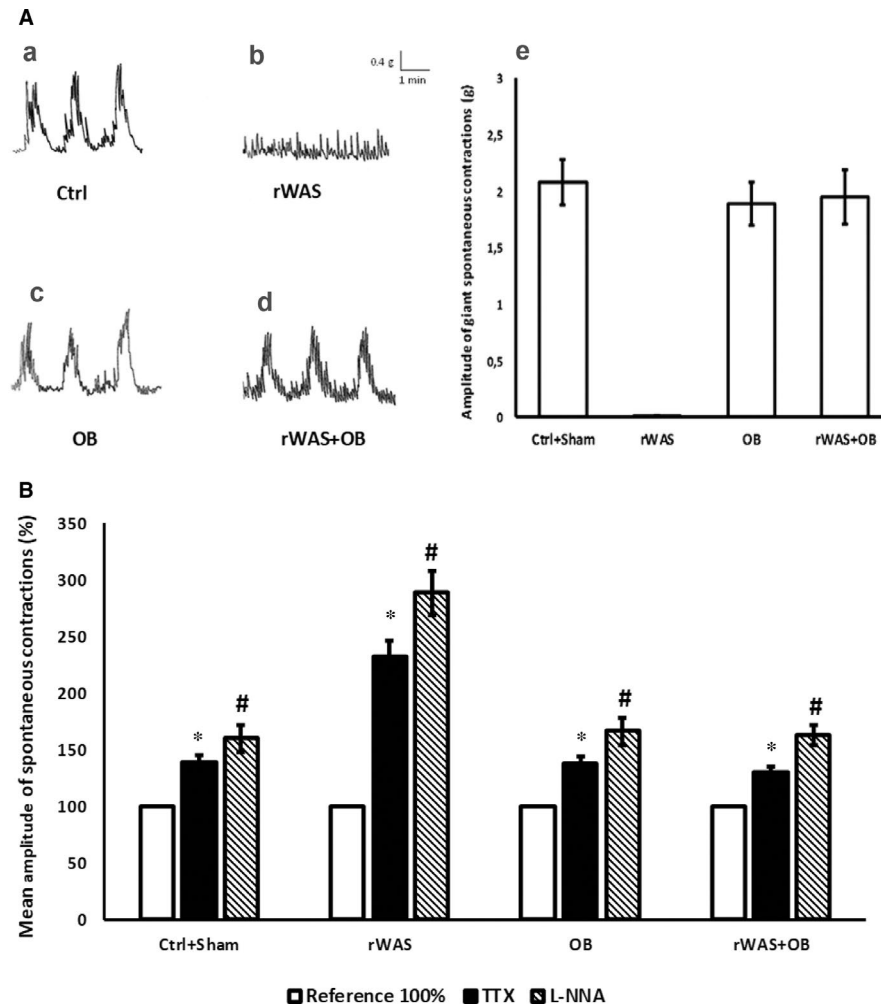 A
a
b
0.4 g
1 min
Ctrl
rWAS
c
d
OB
rWAS+OB
e
Amplitude of giant spontaneous contractions (g)
3
2,5
2
1,5
1
0,5
0
Ctrl+Sham rWAS OB rWAS+OB
B
Mean amplitude of spontaneous contractions (%)
350
300
250
200
150
100
50
0
* # * # * # * #
Ctrl+Sham rWAS OB rWAS+OB
Reference 100% TTX L-NNA